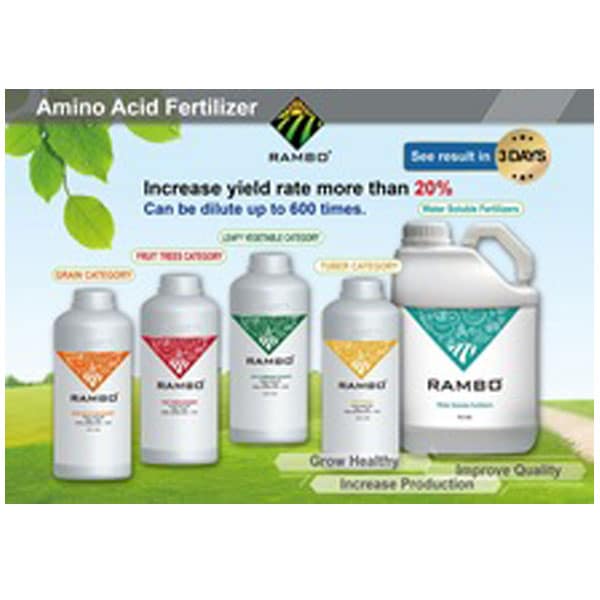 Amino Acid Fertilizer
RAMBO
See result in 3 DAYS
Increase yield rate more than 20%
Can be dilute up to 600 times.
Water Soluble Fertilizers
LEAFY VEGETABLE CATEGORY
FRUIT TREES CATEGORY
TUBER CATEGORY
GRAIN CATEGORY
RAMBO
RAMBO
RAMBO
RAMBO
RAMBO
Grow Healthy
Improve Quality
Increase Production